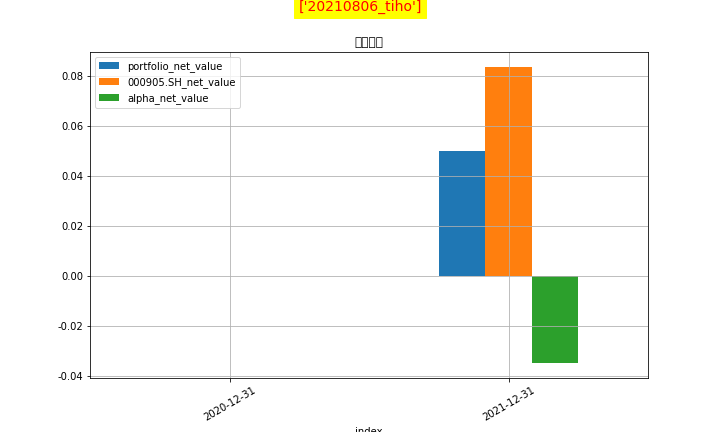 ['20210806_tiho']
portfolio_net_value
000905.SH_net_value
alpha_net_value
0.08
0.06
0.04
0.02
0.00
-0.02
-0.04
2020-12-31
2021-12-31
index